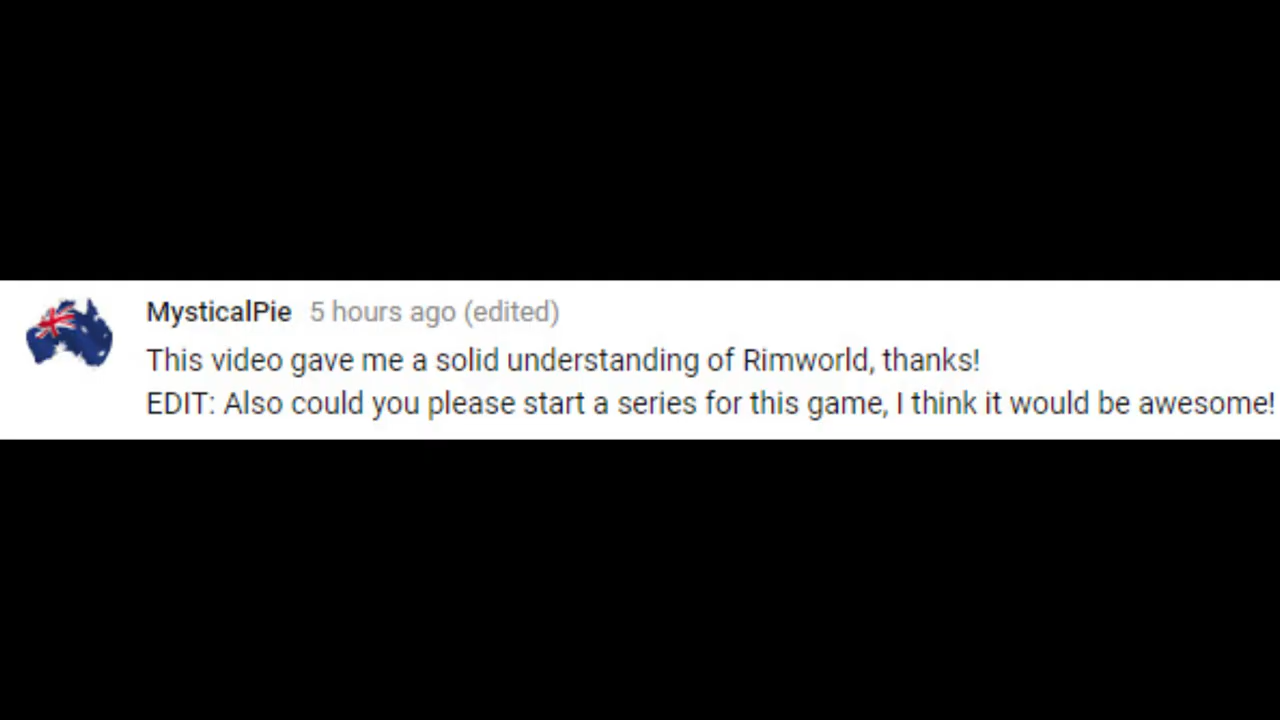 MysticalPie 5 hours ago (edited)
This video gave me a solid understanding of Rimworld, thanks!
EDIT: Also could you please start a series for this game, I think it would be awesome!